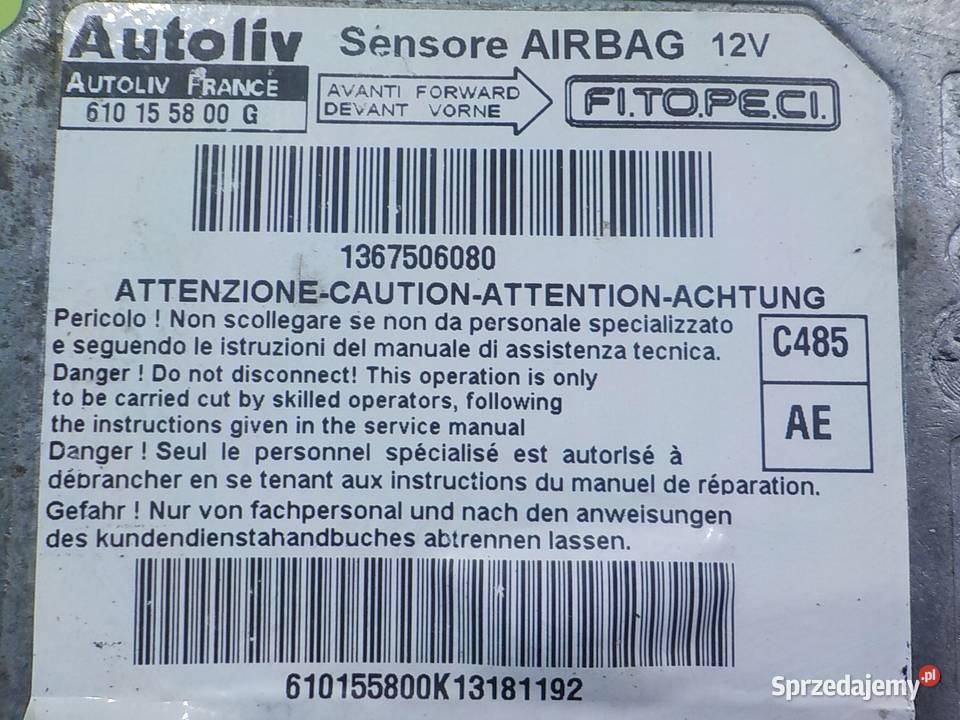 Autoliv Sensore AIRBAG 12V
AUTOLIV FRANCE
610 15 58 00 G
AVANTI FORWARD
DEVANT VORNE
FI.TO.PE.CI.
1367506080
ATTENZIONE-CAUTION-ATTENTION-ACHTUNG
Pericolo ! Non scollegare se non da personale specializzato
e seguendo le istruzioni del manuale di assistenza tecnica.
Danger ! Do not disconnect! This operation is only
to be carried cut by skilled operators, following
the instructions given in the service manual
Danger ! Seul le personnel spécialisé est autorisé à
débrancher en se tenant aux instructions du manuel de réparation.
Gefahr ! Nur von fachpersonal und nach den anweisungen
des kundendienstahandbuches abtrennen lassen.
C485
AE
610155800K13181192
Sprzedajemy.pl